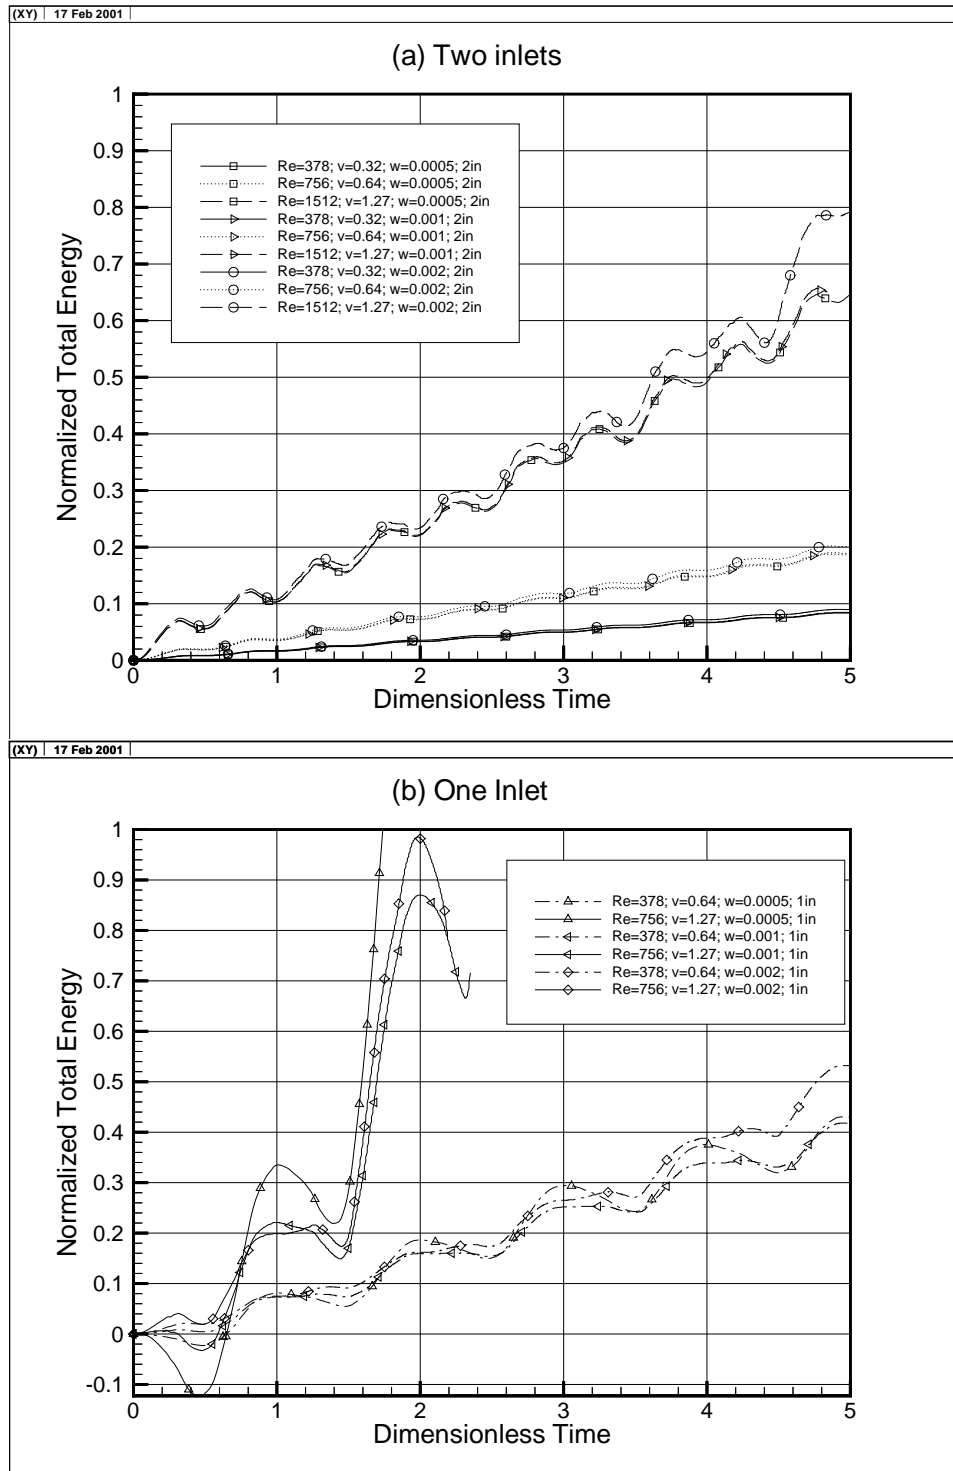 (XY) 17 Feb 2001
(a) Two inlets
1
0.9
0.8
0.7
0.6
0.5
0.4
0.3
0.2
0.1
0
Normalized Total Energy
Re=378; v=0.32; w=0.0005; 2in
Re=756; v=0.64; w=0.0005; 2in
Re=1512; v=1.27; w=0.0005; 2in
Re=378; v=0.32; w=0.001; 2in
Re=756; v=0.64; w=0.001; 2in
Re=1512; v=1.27; w=0.001; 2in
Re=378; v=0.32; w=0.002; 2in
Re=756; v=0.64; w=0.002; 2in
Re=1512; v=1.27; w=0.002; 2in
0 1 2 3 4 5
Dimensionless Time
(XY) 17 Feb 2001
(b) One Inlet
1
0.9
0.8
0.7
0.6
0.5
0.4
0.3
0.2
0.1
0
-0.1
Normalized Total Energy
Re=378; v=0.64; w=0.0005; 1in
Re=756; v=1.27; w=0.0005; 1in
Re=378; v=0.64; w=0.001; 1in
Re=756; v=1.27; w=0.001; 1in
Re=378; v=0.64; w=0.002; 1in
Re=756; v=1.27; w=0.002; 1in
0 1 2 3 4 5
Dimensionless Time